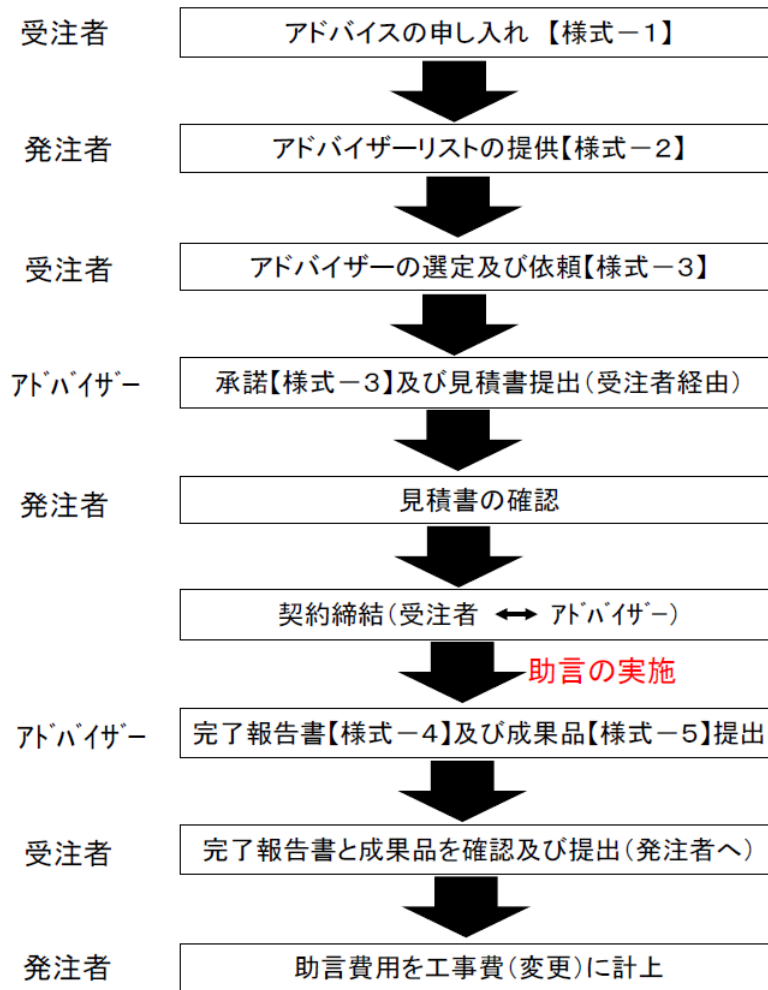 受注者 アドバイスの申し入れ 【様式－1】
発注者 アドバイザーリストの提供【様式－2】
受注者 アドバイザーの選定及び依頼【様式－3】
ｱﾄﾞﾊﾞｲｻﾞｰ 承諾【様式－3】及び見積書提出(受注者経由)
発注者 見積書の確認
契約締結(受注者 ⟷ ｱﾄﾞﾊﾞｲｻﾞｰ)
助言の実施
ｱﾄﾞﾊﾞｲｻﾞｰ 完了報告書【様式－4】及び成果品【様式－5】提出
受注者 完了報告書と成果品を確認及び提出(発注者へ)
発注者 助言費用を工事費(変更)に計上